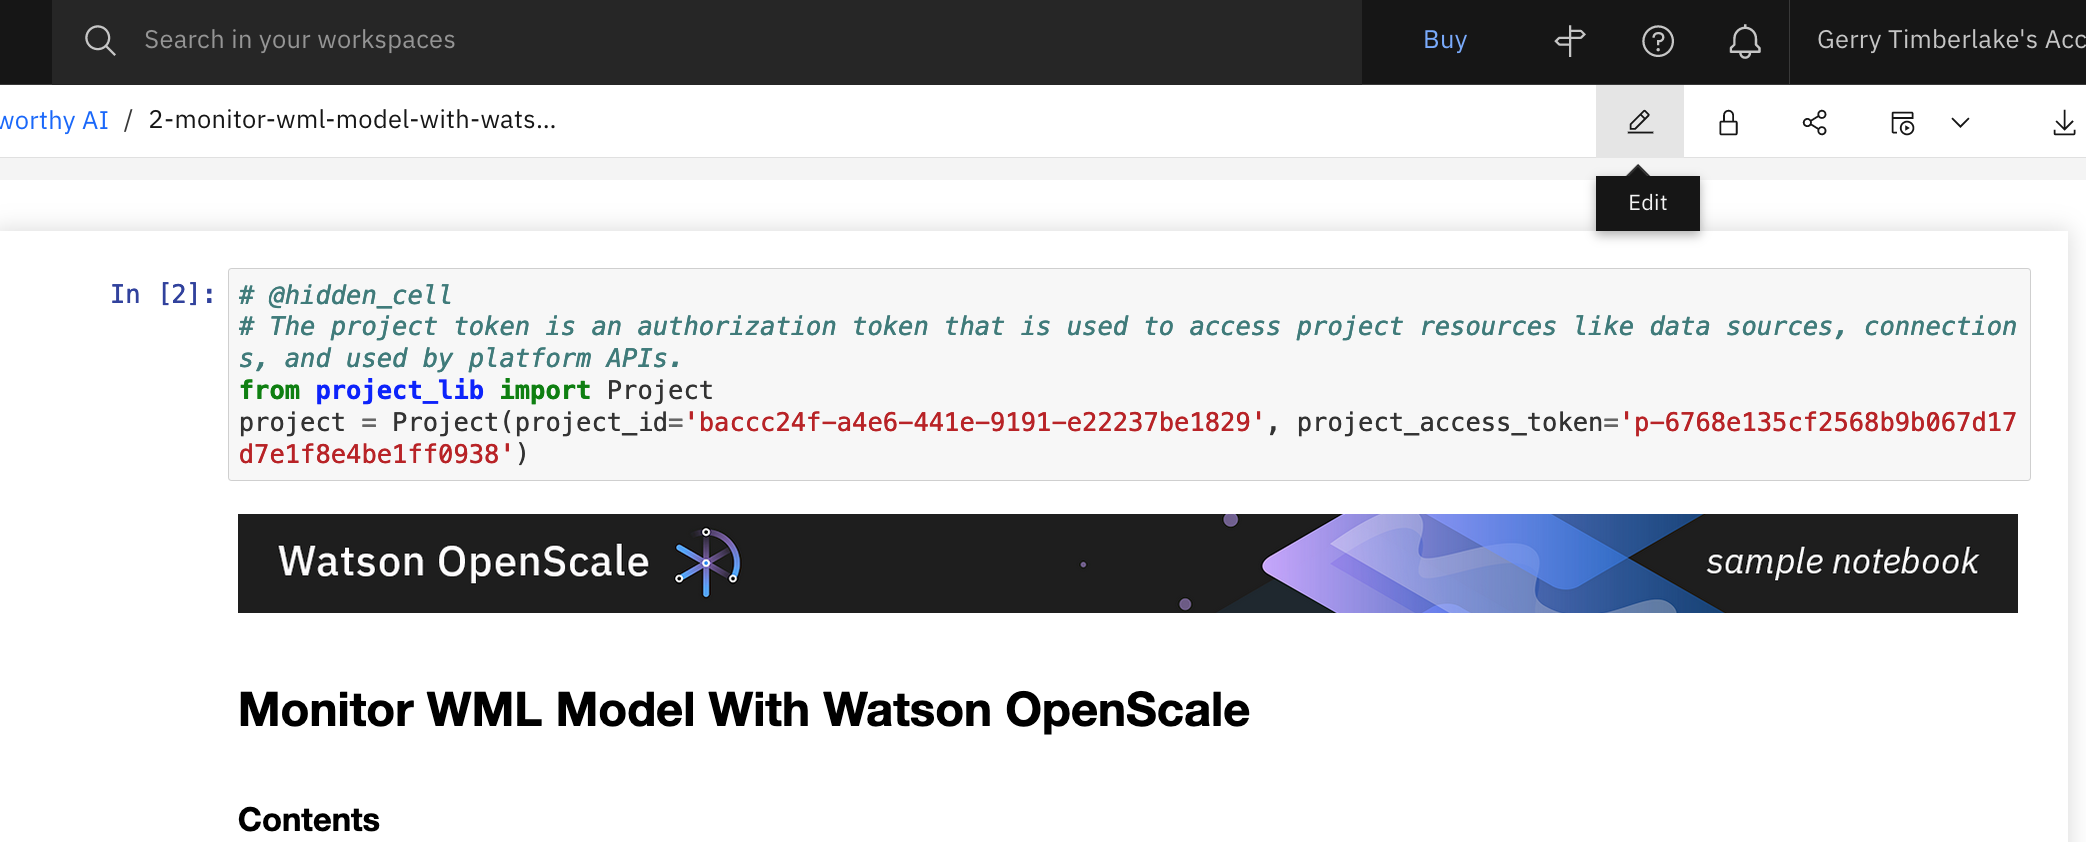 Search in your workspaces
Buy
Gerry Timberlake's Acc
worthy AI / 2-monitor-wml-model-with-wats...
Edit
In [2]:
# @hidden_cell
# The project token is an authorization token that is used to access project resources like data sources, connection
s, and used by platform APIs.
from project_lib import Project
project = Project(project_id='baccc24f-a4e6-441e-9191-e22237be1829', project_access_token='p-6768e135cf2568b9b067d17
d7e1f8e4be1ff0938')
Watson OpenScale
sample notebook
Monitor WML Model With Watson OpenScale
Contents